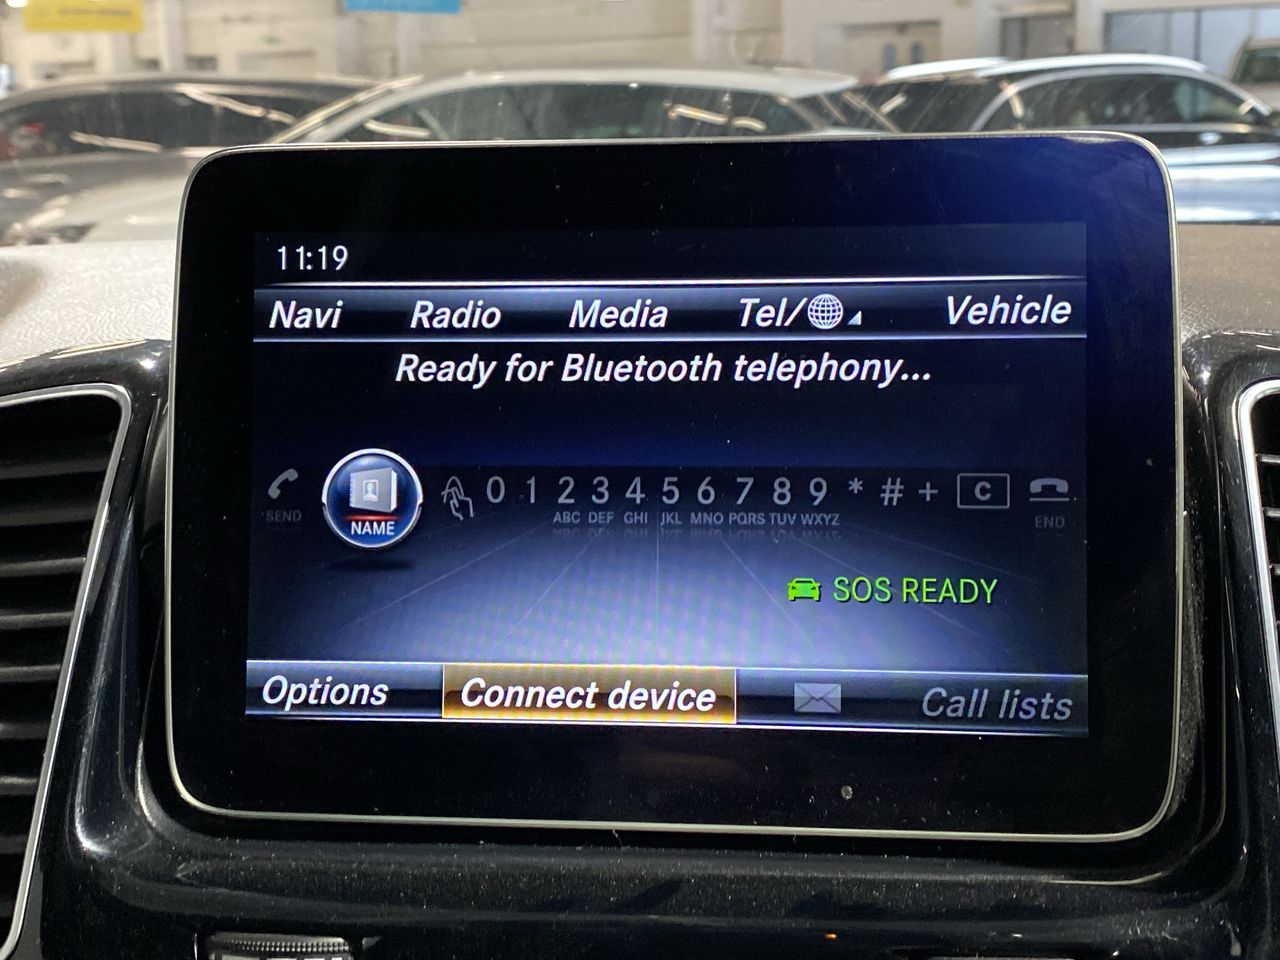 11:19
Navi Radio Media Tel/ Vehicle
Ready for Bluetooth telephony...
0 1 2 3 4 5 6 7 8 9 * # + C
SEND NAME ABC DEF GHI JKL MNO PQRS TUV WXYZ END
SOS READY
Options Connect device Call lists